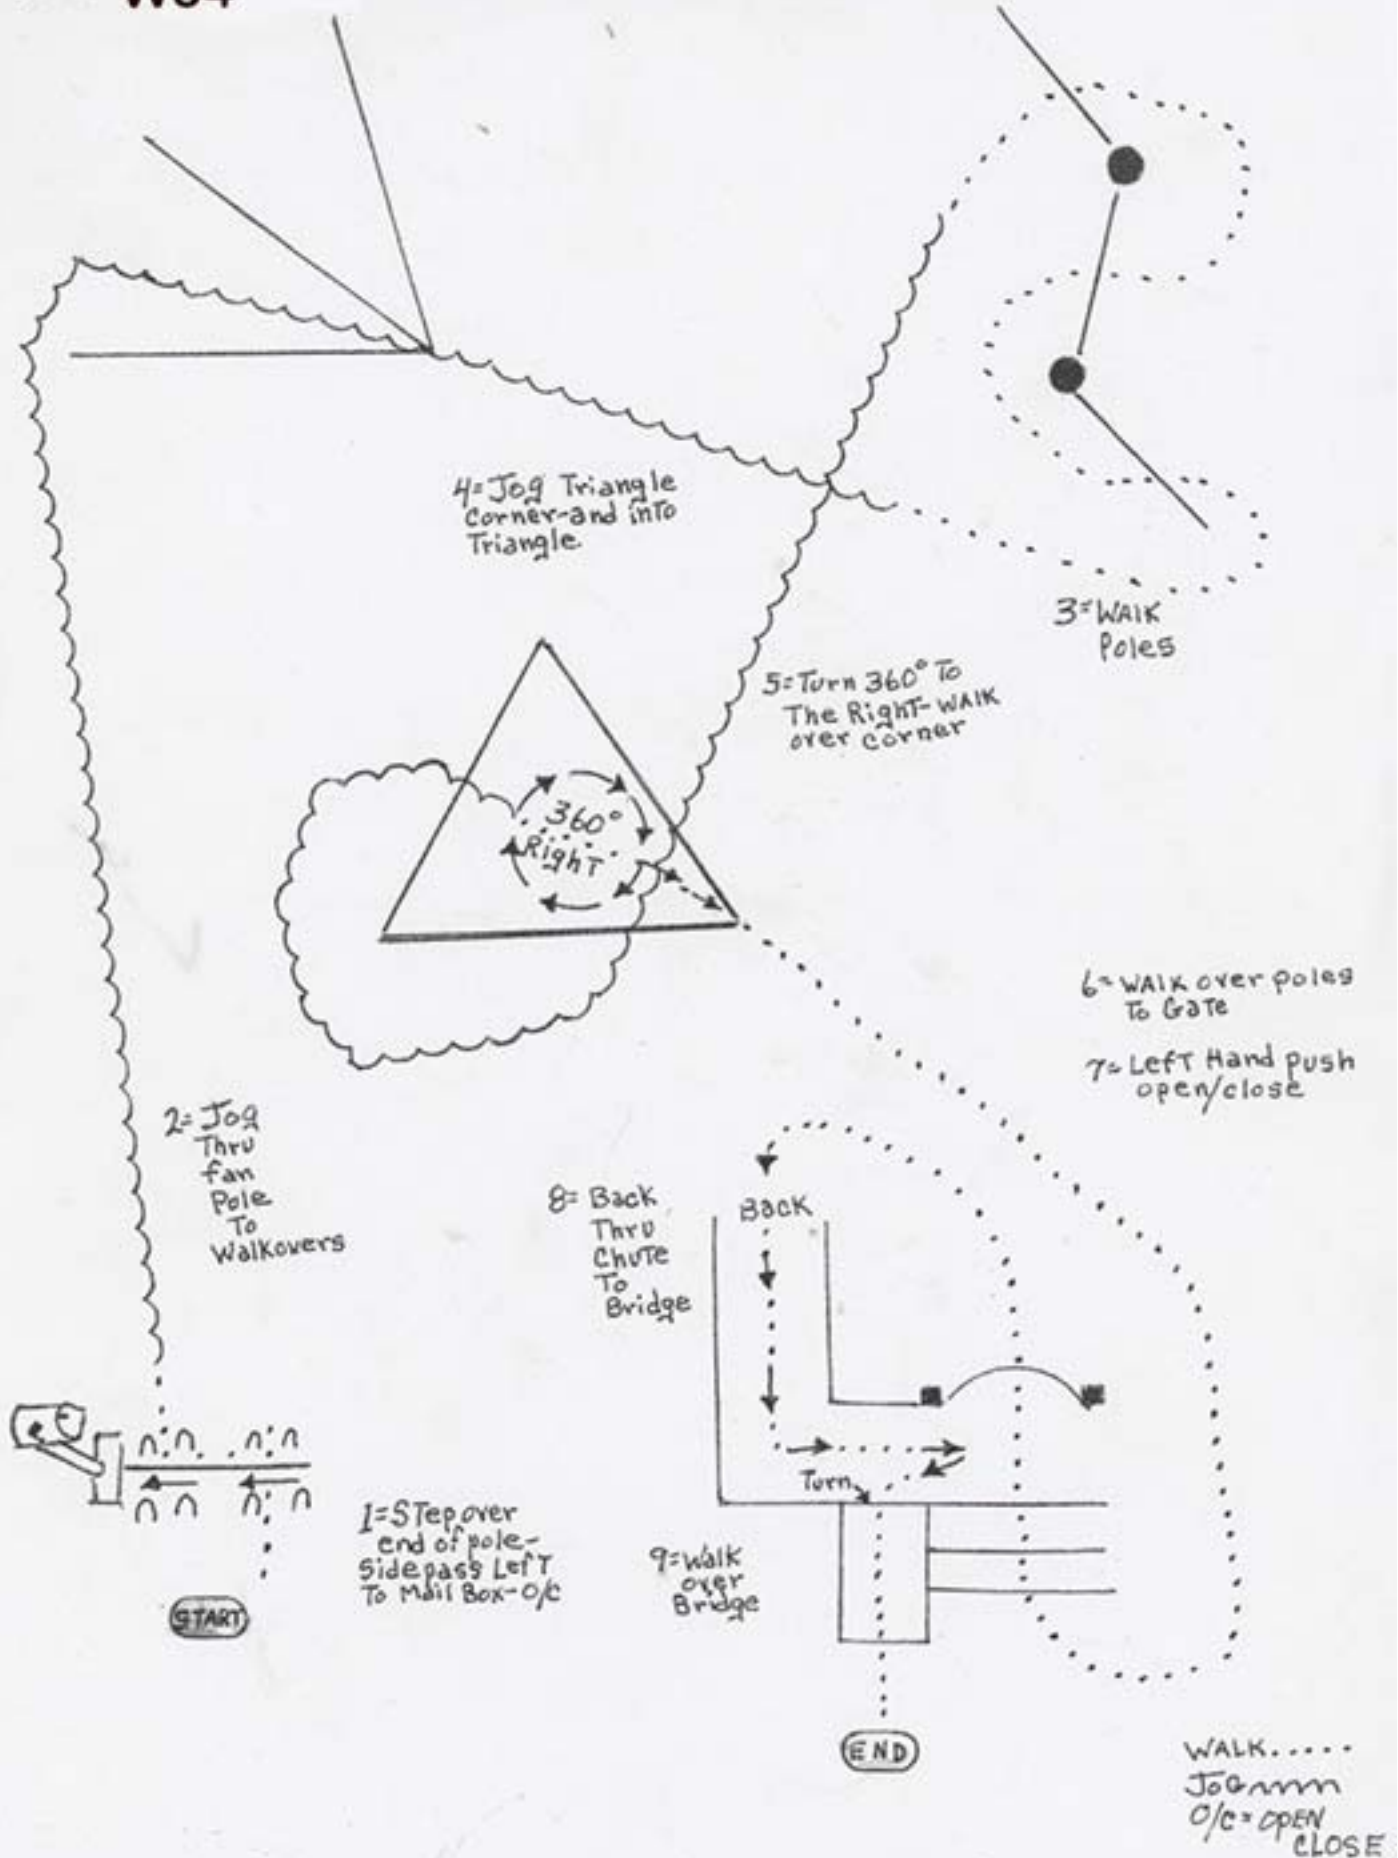 4= Jog Triangle
Corner-and into
Triangle.
3= WAlK
Poles
5= Turn 360° To
The Right-WAlK
over corner
360°
Right
6= WAlK over poles
To Gate
7= Left Hand push
open/close
2= Jog
Thru
fan
Pole
To
Walkovers
8= Back
Thru
Chute
To
Bridge
Back
Turn
1= STep over
end of pole-
Sidepass Left
To Mail Box-O/C
9= Walk
over
Bridge
START
END
WALK.....
JOG
O/C = OPEN
CLOSE